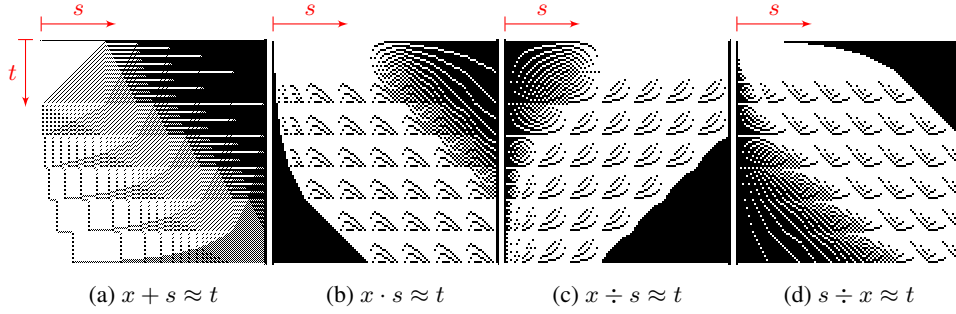 s s s s
t
(a) x + s ≈ t (b) x · s ≈ t (c) x ÷ s ≈ t (d) s ÷ x ≈ t